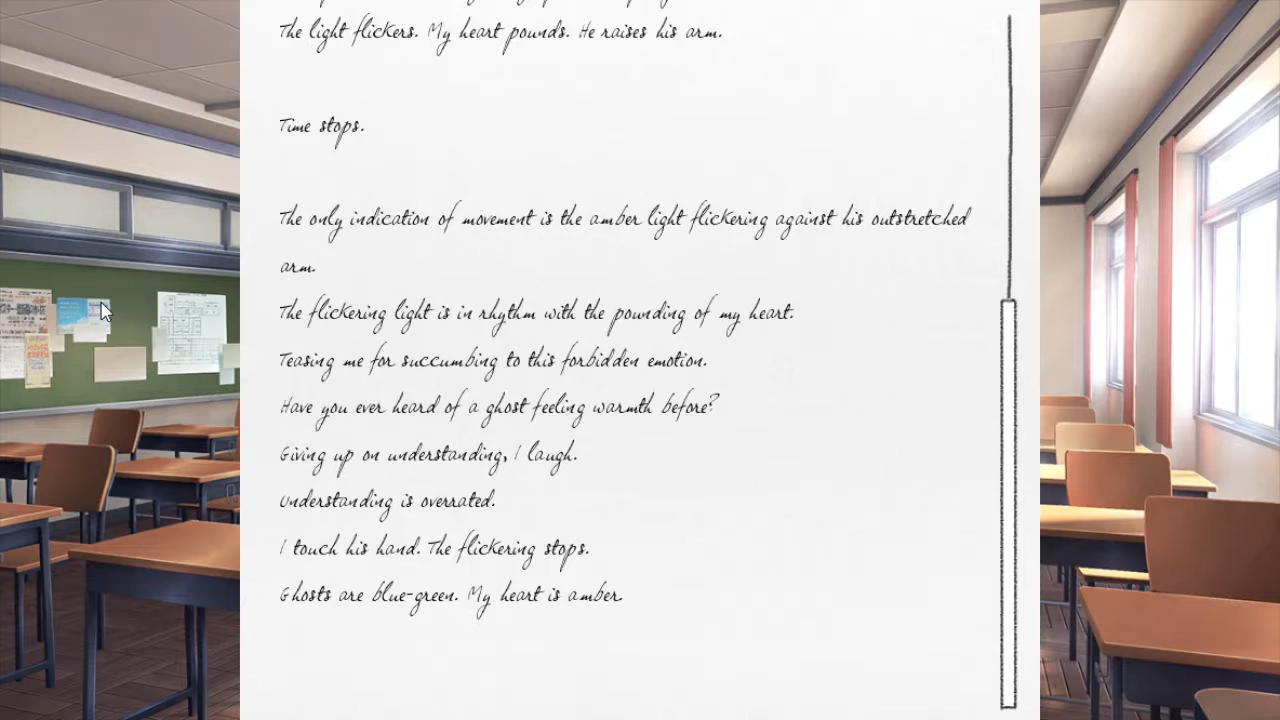 The light flickers. My heart pounds. He raises his arm.
Time stops.
The only indication of movement is the amber light flickering against his outstretched
arm.
The flickering light is in rhythm with the pounding of my heart.
Teasing me for succumbing to this forbidden emotion.
Have you ever heard of a ghost feeling warmth before?
Giving up on understanding, I laugh.
Understanding is overrated.
I touch his hand. The flickering stops.
Ghosts are blue-green. My heart is amber.